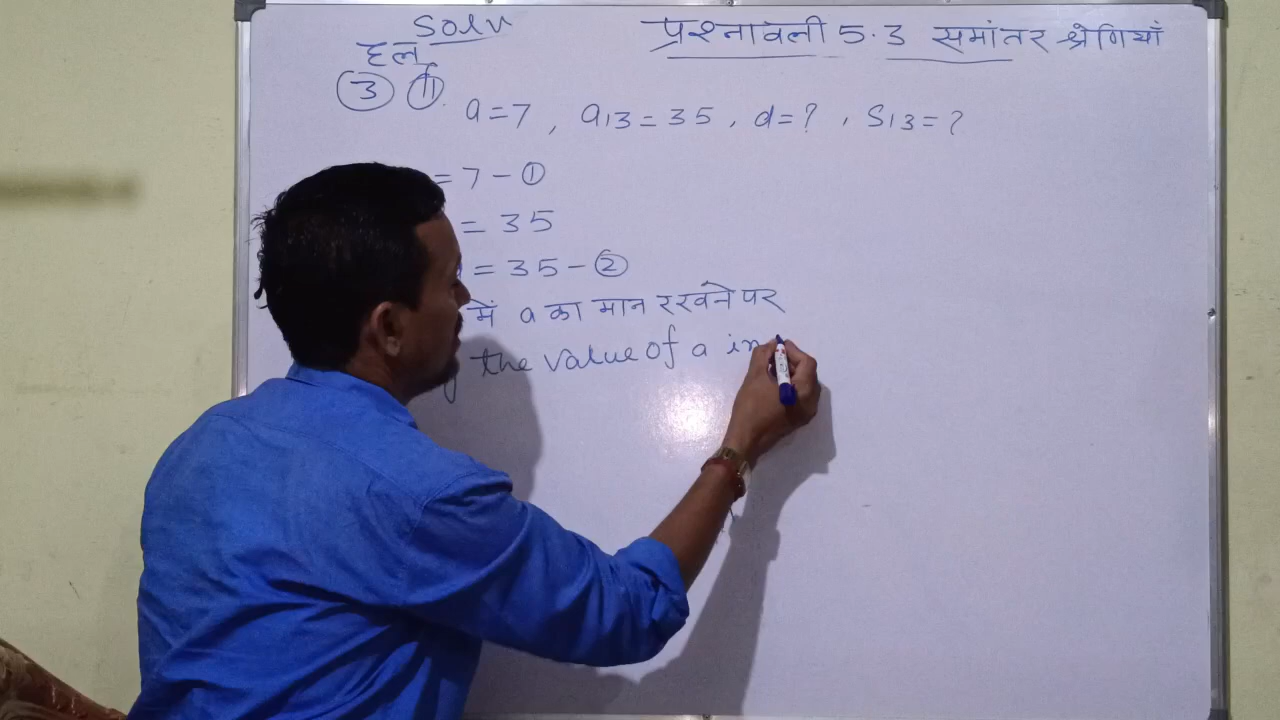 Solu
प्रश्नावली 5.3 समांतर श्रेणियाँ
हल
3 ii. a=7, a13=35, d=?, S13=?
=7-①
=35
=35-②
में a का मान रखने पर
the value of a in